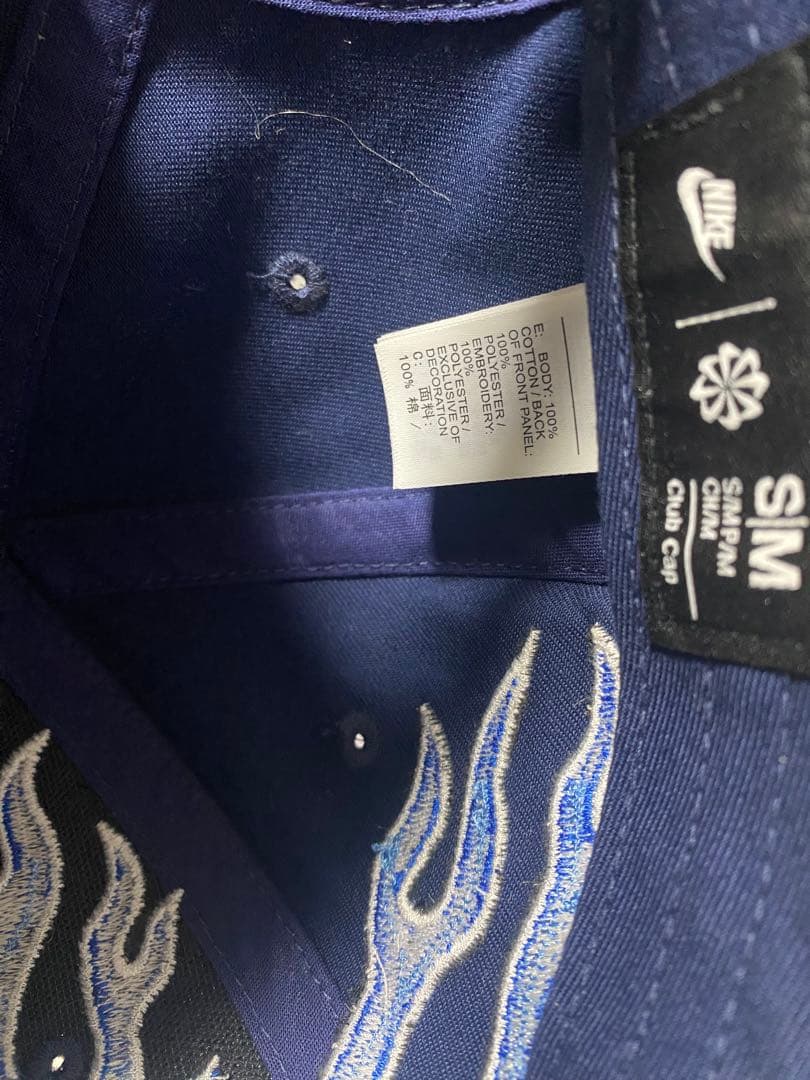 E: BODY: 100%
COTTON / BACK
OF FRONT PANEL:
100%
POLYESTER /
EMBROIDERY:
100%
POLYESTER /
EXCLUSIVE OF
DECORATION
C: 面料:
100% 棉 /
NIKE
S|M
S/MP/M
CH/M
Club Cap